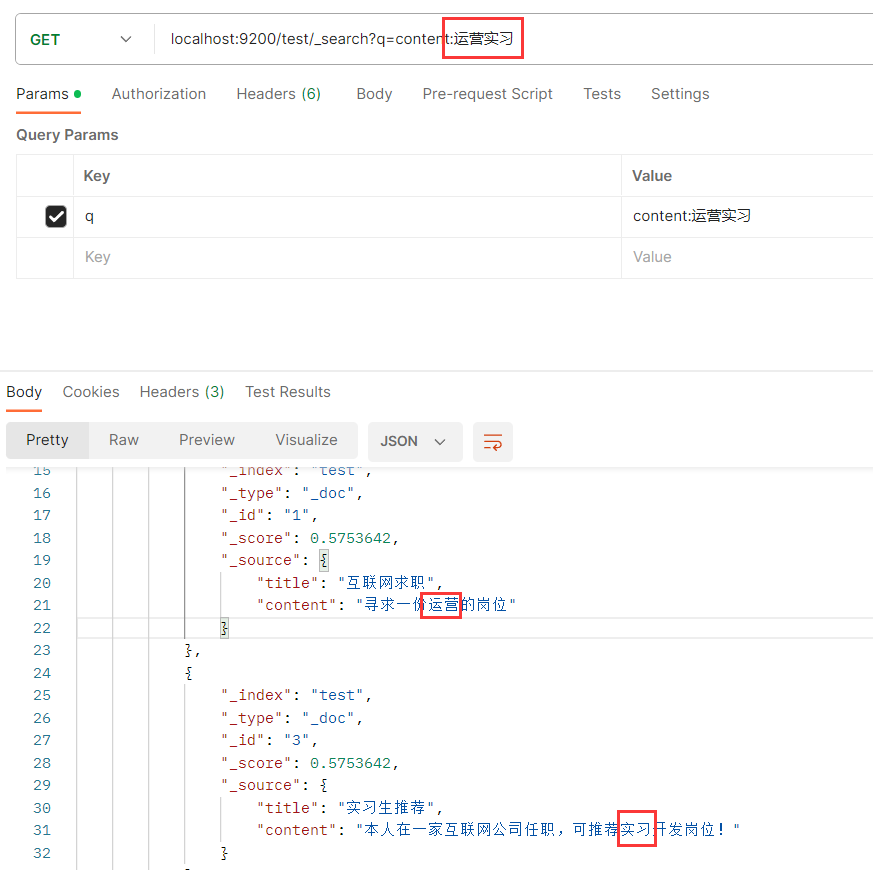 GET localhost:9200/test/_search?q=content:运营实习
Params Authorization Headers (6) Body Pre-request Script Tests Settings
Query Params
Key Value
q content:运营实习
Key Value
Body Cookies Headers (3) Test Results
Pretty Raw Preview Visualize JSON
15 "_index": "test",
16 "_type": "_doc",
17 "_id": "1",
18 "_score": 0.5753642,
19 "_source": {
20 "title": "互联网求职",
21 "content": "寻求一份运营的岗位"
22 }
23 },
24 {
25 "_index": "test",
26 "_type": "_doc",
27 "_id": "3",
28 "_score": 0.5753642,
29 "_source": {
30 "title": "实习生推荐",
31 "content": "本人在一家互联网公司任职，可推荐实习开发岗位！"
32 }